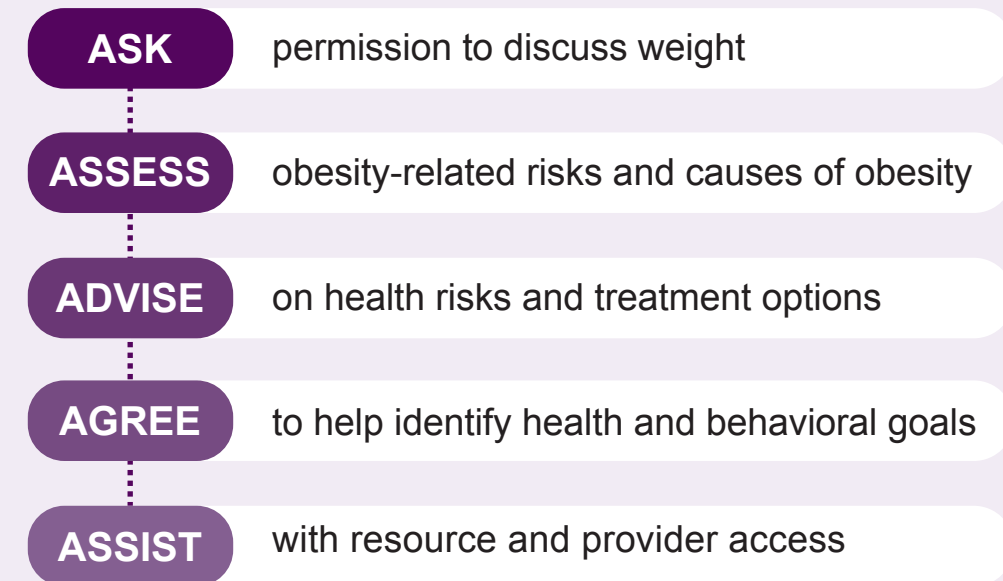 ASK permission to discuss weight
ASSESS obesity-related risks and causes of obesity
ADVISE on health risks and treatment options
AGREE to help identify health and behavioral goals
ASSIST with resource and provider access